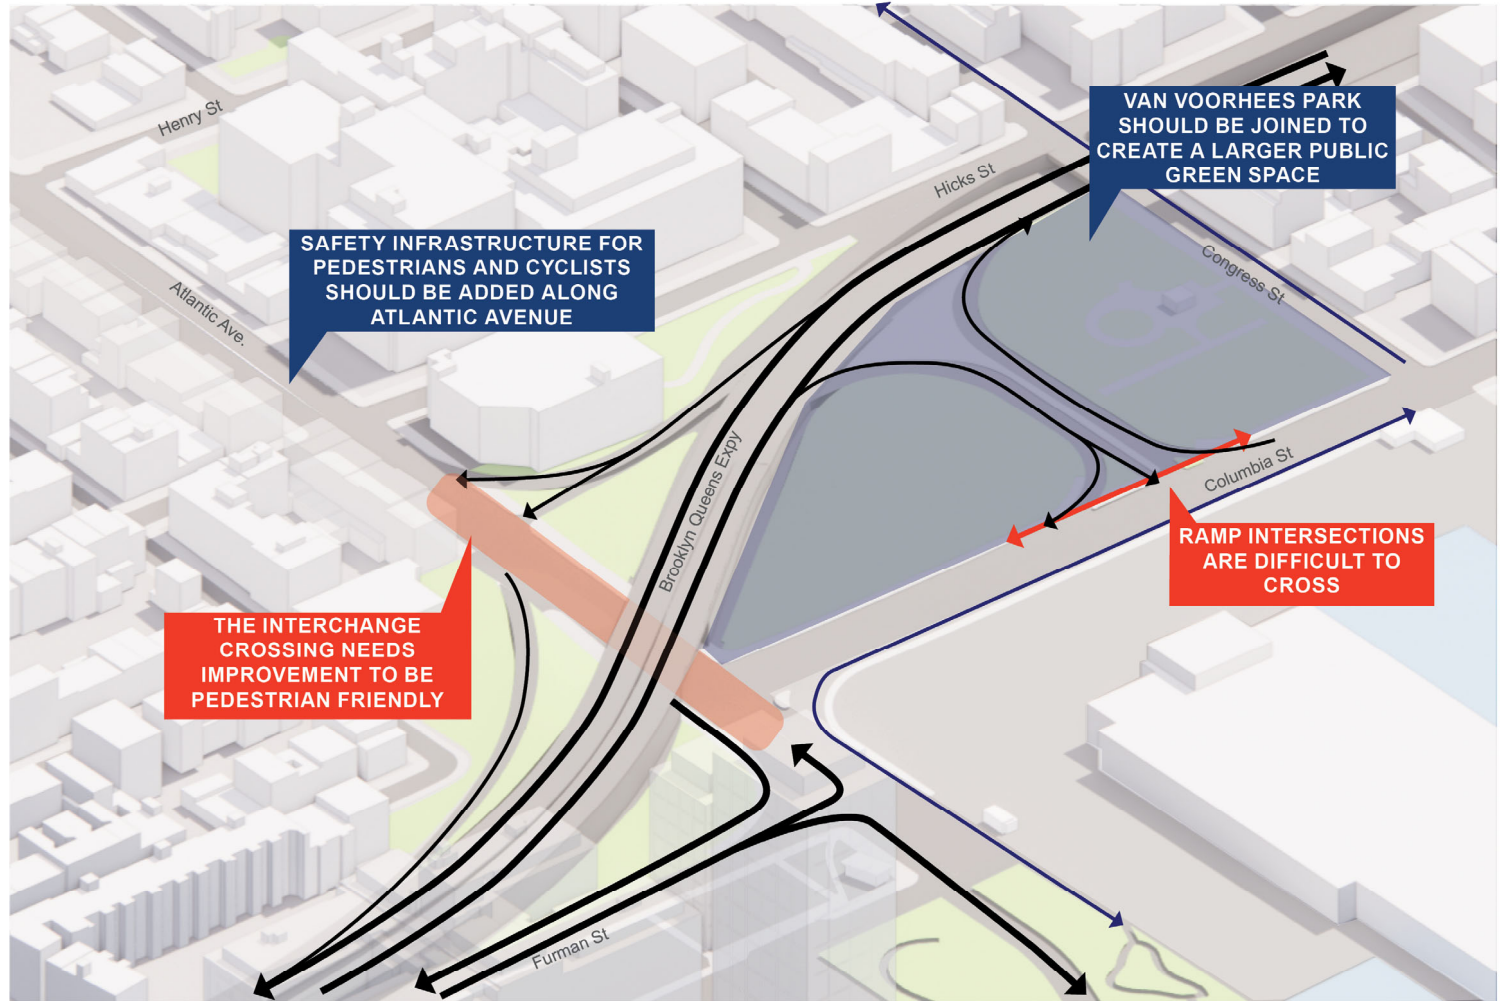 VAN VOORHEES PARK
SHOULD BE JOINED TO
CREATE A LARGER PUBLIC
GREEN SPACE
Henry St
Hicks St
SAFETY INFRASTRUCTURE FOR
PEDESTRIANS AND CYCLISTS
SHOULD BE ADDED ALONG
ATLANTIC AVENUE
Congress St
Atlantic Ave.
Brooklyn Queens Expy
Columbia St
RAMP INTERSECTIONS
ARE DIFFICULT TO
CROSS
THE INTERCHANGE
CROSSING NEEDS
IMPROVEMENT TO BE
PEDESTRIAN FRIENDLY
Furman St